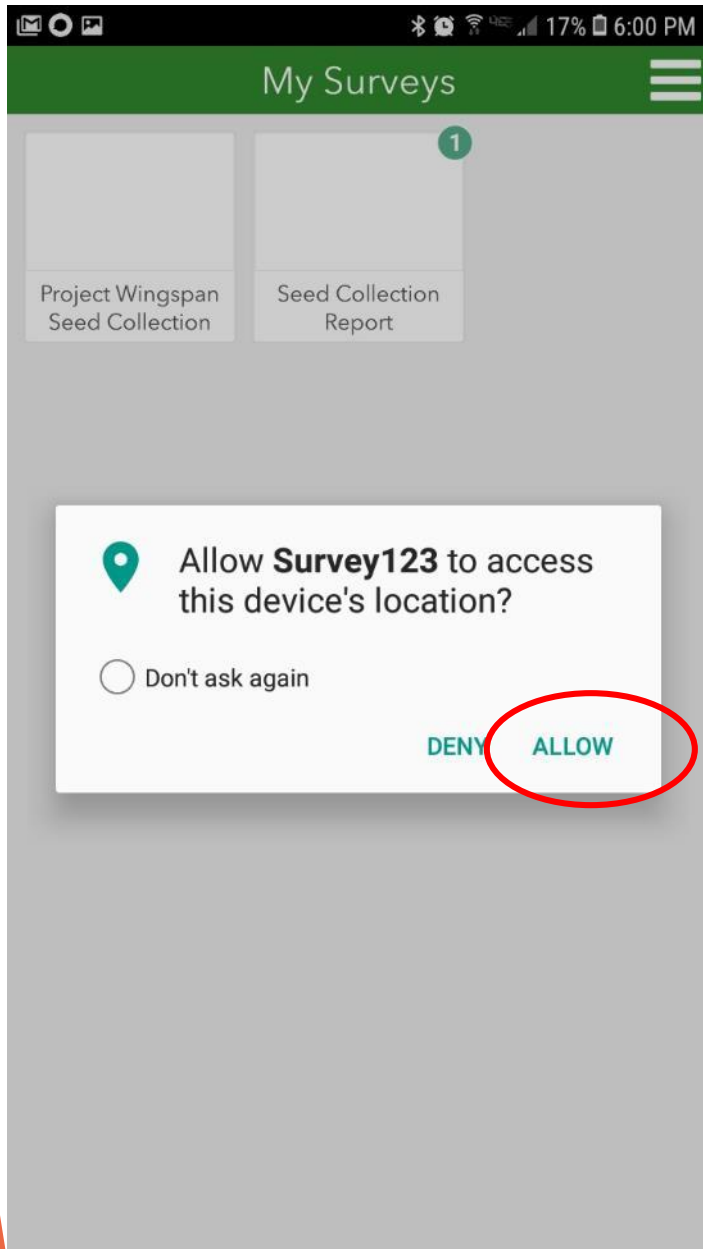 17% 6:00 PM
My Surveys
1
Project Wingspan
Seed Collection
Seed Collection
Report
Allow Survey123 to access
this device's location?
Don't ask again
DENY ALLOW